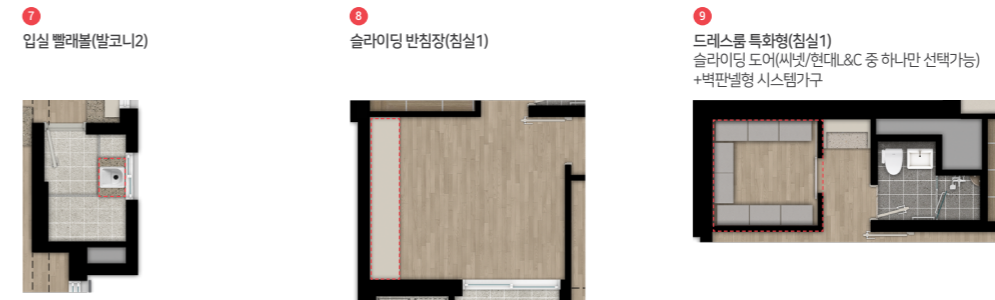 7
입실 빨래볼(발코니2)
8
슬라이딩 반침장(침실1)
9
드레스룸 특화형(침실1)
슬라이딩 도어(씨넷/현대L&C 중 하나만 선택가능)
+벽판넬형 시스템가구